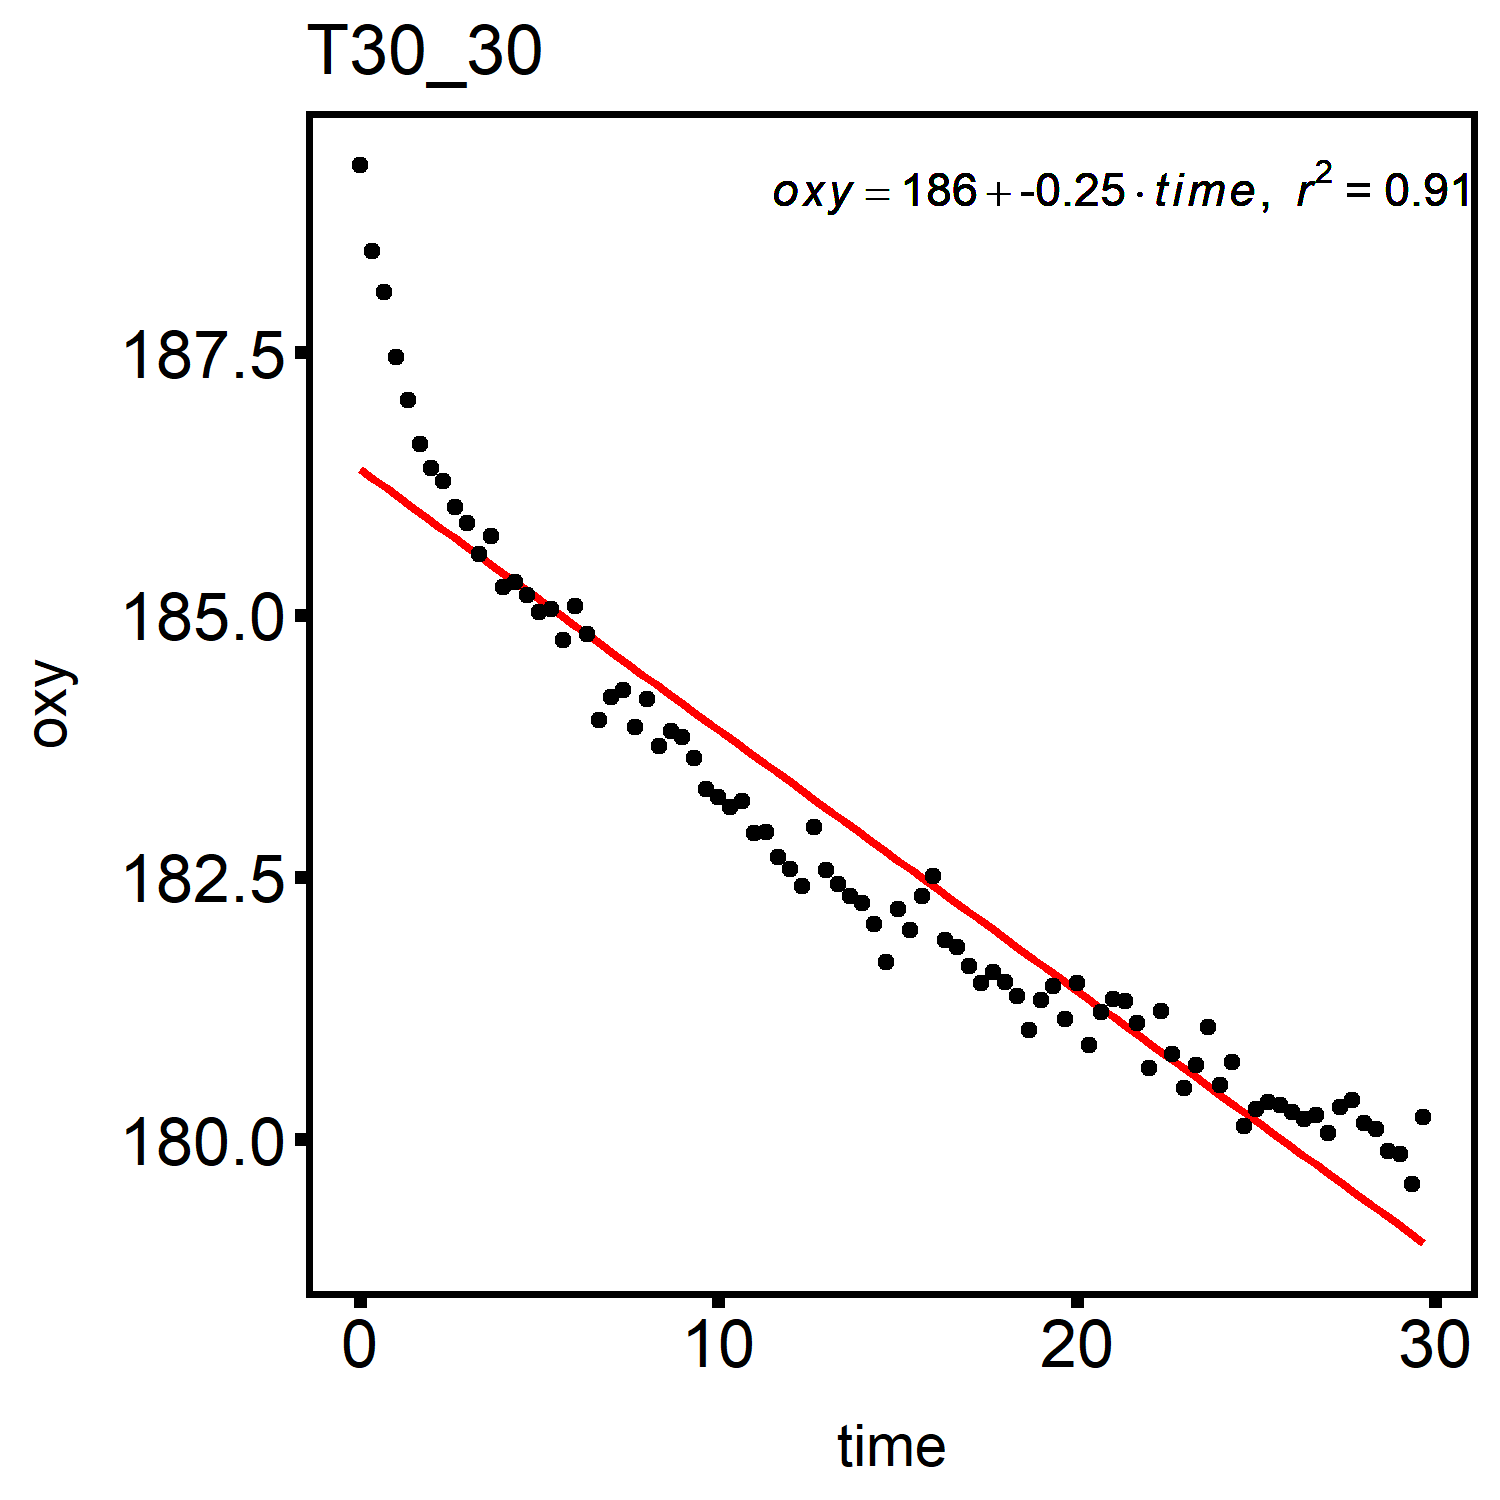 T30_30
oxy = 186 + -0.25 · time, r² = 0.91
187.5
185.0
182.5
180.0
oxy
0 10 20 30
time